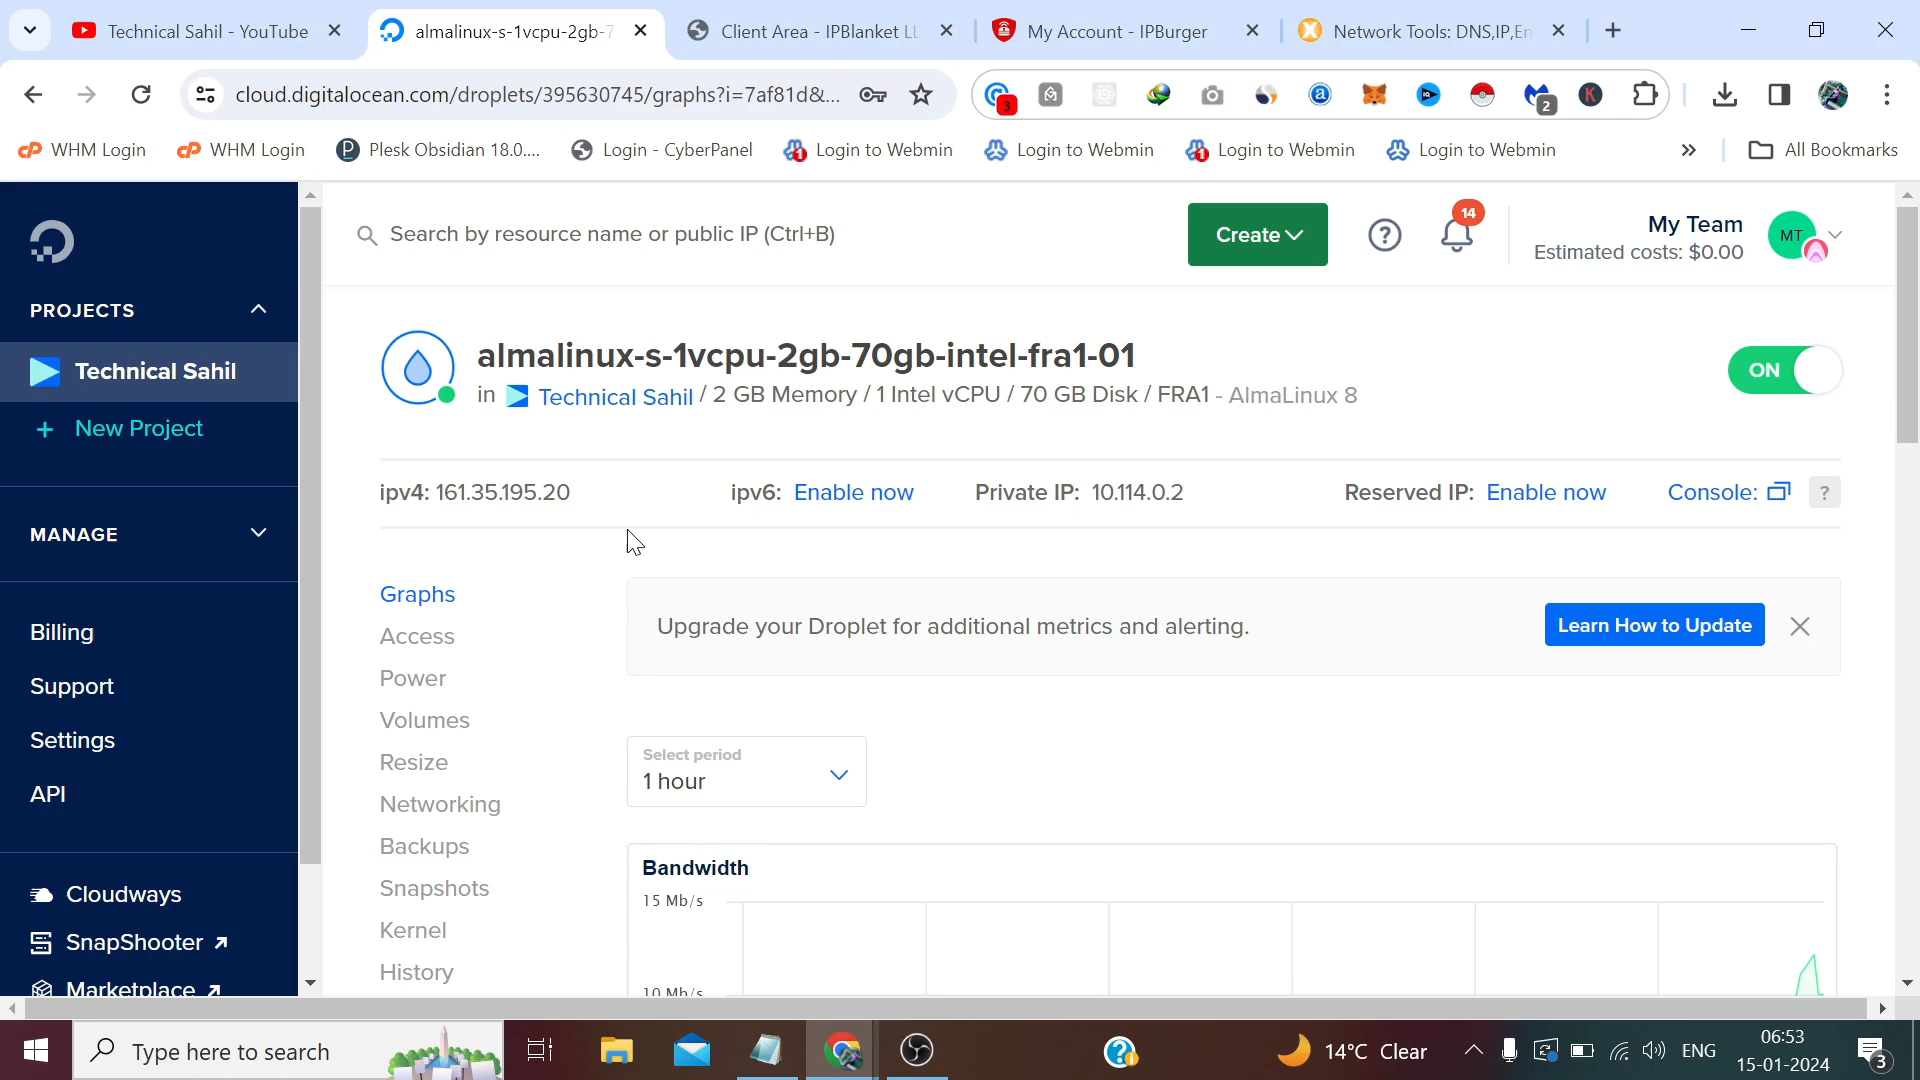 Technical Sahil - YouTube
almalinux-s-1vcpu-2gb-7
Client Area - IPBlanket LL
My Account - IPBurger
Network Tools: DNS,IP,Em
cloud.digitalocean.com/droplets/395630745/graphs?i=7af81d&...
3
2
WHM Login
WHM Login
Plesk Obsidian 18.0....
Login - CyberPanel
Login to Webmin
Login to Webmin
Login to Webmin
Login to Webmin
All Bookmarks
Search by resource name or public IP (Ctrl+B)
Create
14
My Team
Estimated costs: $0.00
MT
PROJECTS
Technical Sahil
+ New Project
MANAGE
Billing
Support
Settings
API
Cloudways
SnapShooter
Marketplace
almalinux-s-1vcpu-2gb-70gb-intel-fra1-01
in Technical Sahil / 2 GB Memory / 1 Intel vCPU / 70 GB Disk / FRA1 - AlmaLinux 8
ON
ipv4: 161.35.195.20
ipv6: Enable now
Private IP: 10.114.0.2
Reserved IP: Enable now
Console:
?
Graphs
Access
Power
Volumes
Resize
Networking
Backups
Snapshots
Kernel
History
Upgrade your Droplet for additional metrics and alerting.
Learn How to Update
Select period
1 hour
Bandwidth
15 Mb/s
10 Mb/s
Type here to search
14°C Clear
ENG
06:53
15-01-2024
3